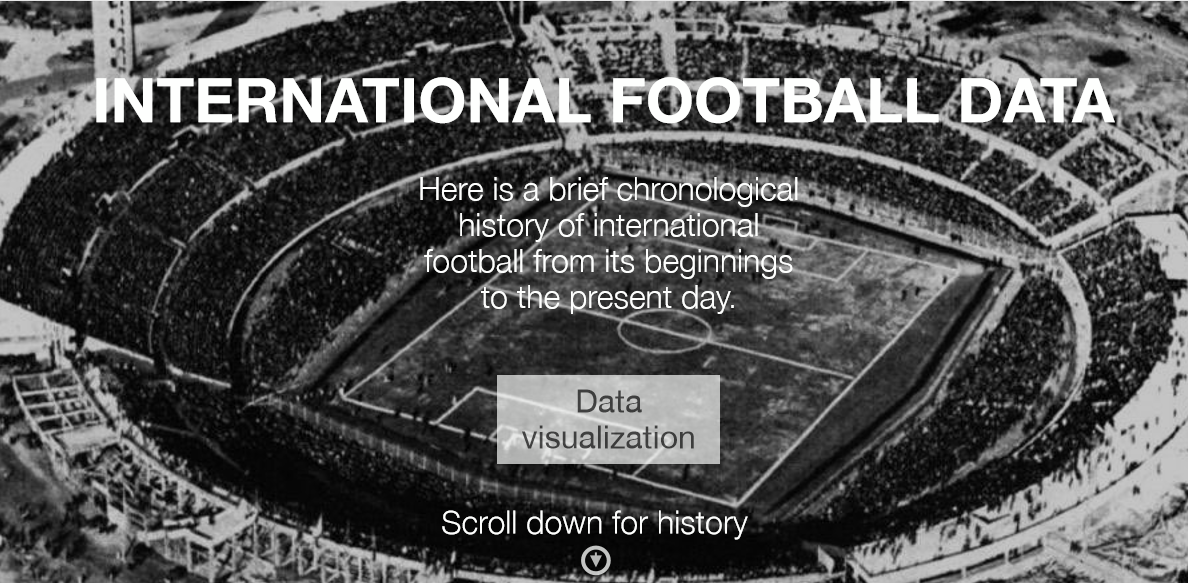 INTERNATIONAL FOOTBALL DATA
Here is a brief chronological
history of international
football from its beginnings
to the present day.
Data
visualization
Scroll down for history